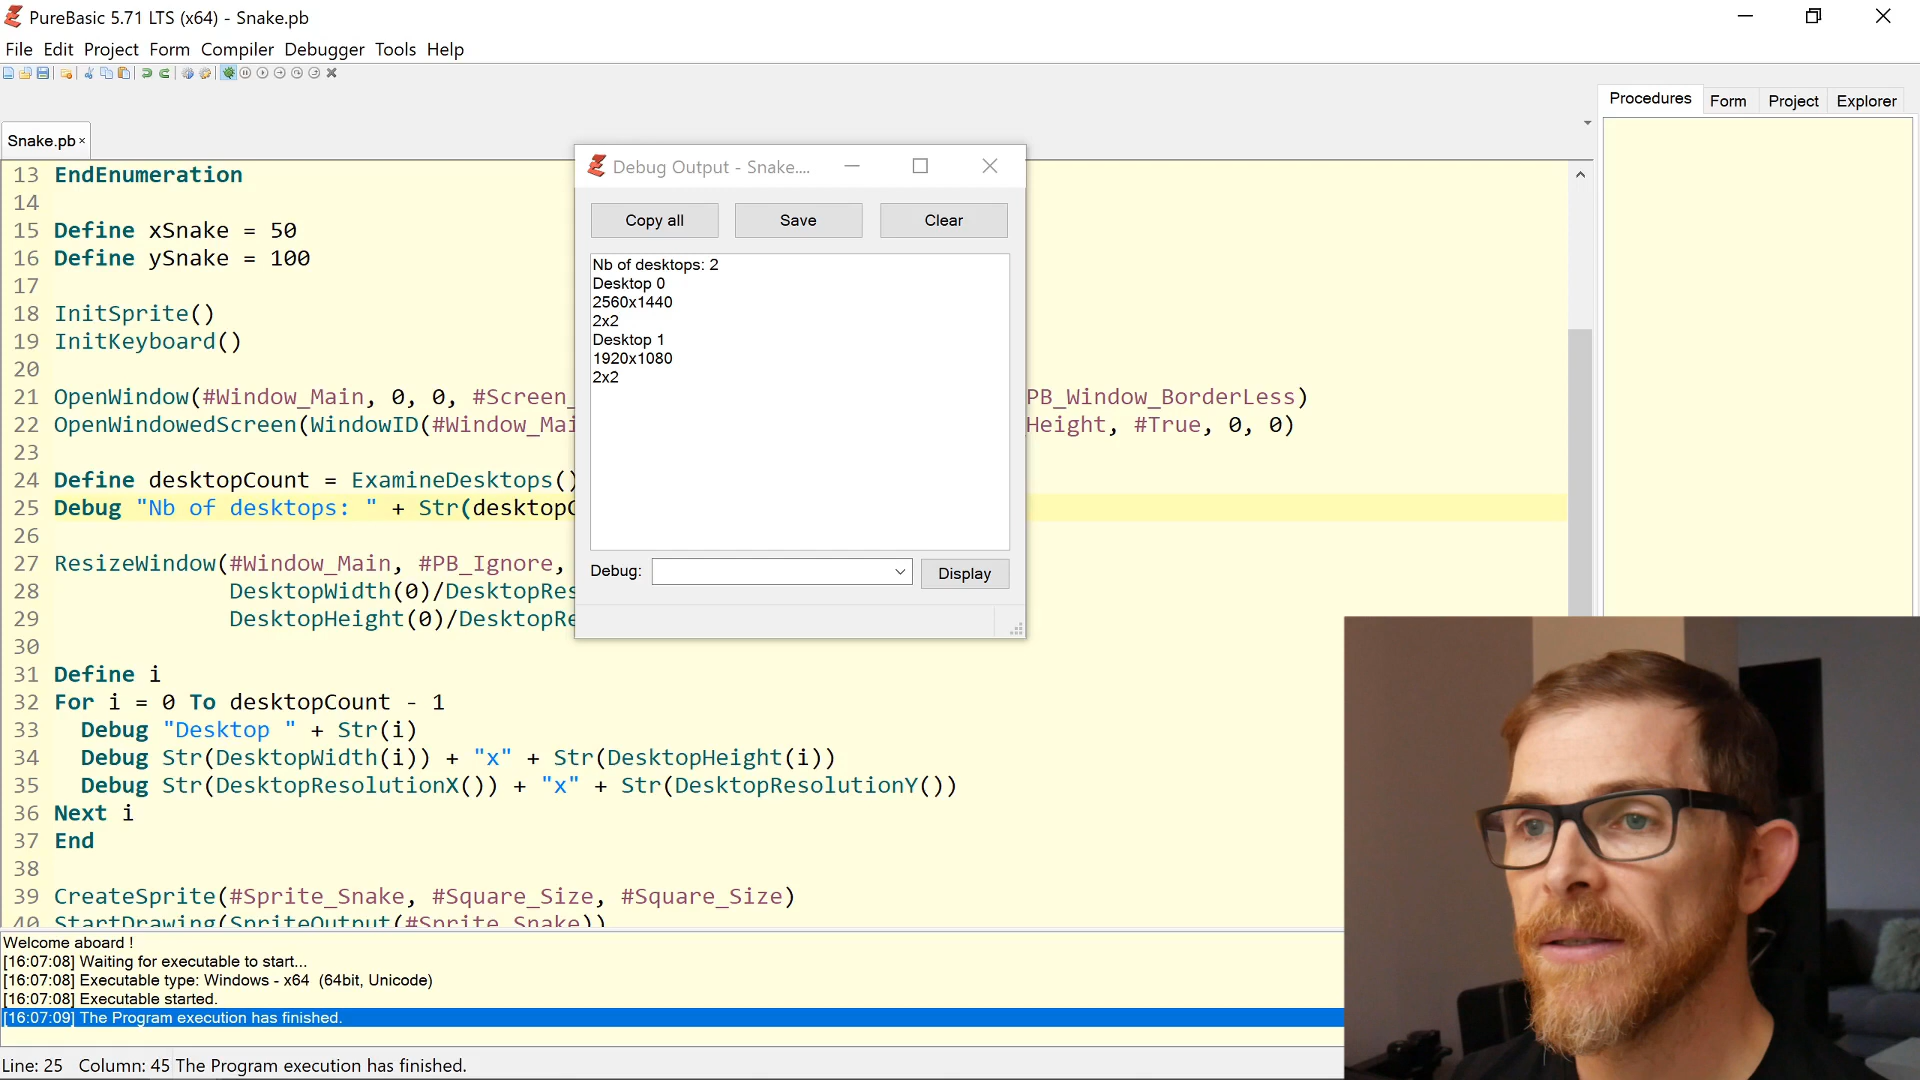 PureBasic 5.71 LTS (x64) - Snake.pb
File Edit Project Form Compiler Debugger Tools Help
Procedures Form Project Explorer
Snake.pb
13 EndEnumeration
14
15 Define xSnake = 50
16 Define ySnake = 100
17
18 InitSprite()
19 InitKeyboard()
20
21 OpenWindow(#Window_Main, 0, 0, #Screen_ PB_Window_BorderLess)
22 OpenWindowedScreen(WindowID(#Window_Mai Height, #True, 0, 0)
23
24 Define desktopCount = ExamineDesktops()
25 Debug "Nb of desktops: " + Str(desktopC
26
27 ResizeWindow(#Window_Main, #PB_Ignore,
28 DesktopWidth(0)/DesktopRes
29 DesktopHeight(0)/DesktopRe
30
31 Define i
32 For i = 0 To desktopCount - 1
33 Debug "Desktop " + Str(i)
34 Debug Str(DesktopWidth(i)) + "x" + Str(DesktopHeight(i))
35 Debug Str(DesktopResolutionX()) + "x" + Str(DesktopResolutionY())
36 Next i
37 End
38
39 CreateSprite(#Sprite_Snake, #Square_Size, #Square_Size)
40 StartDrawing(SpriteOutput(#Sprite_Snake))
Debug Output - Snake....
Copy all Save Clear
Nb of desktops: 2
Desktop 0
2560x1440
2x2
Desktop 1
1920x1080
2x2
Debug: Display
Welcome aboard !
[16:07:08] Waiting for executable to start...
[16:07:08] Executable type: Windows - x64 (64bit, Unicode)
[16:07:08] Executable started.
[16:07:09] The Program execution has finished.
Line: 25 Column: 45 The Program execution has finished.